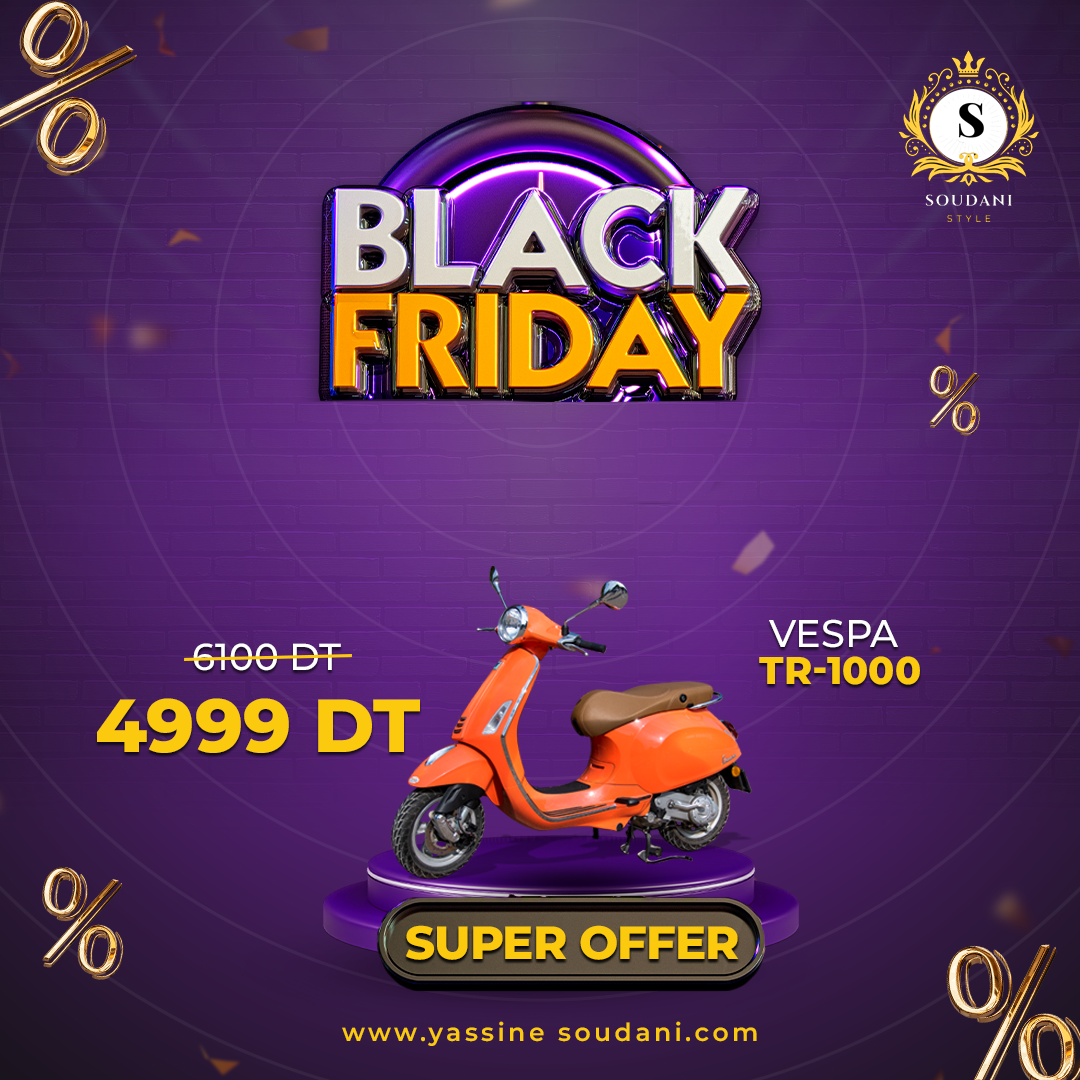 S
SOUDANI
STYLE
BLACK
FRIDAY
6100 DT
4999 DT
VESPA
TR-1000
SUPER OFFER
www.yassine soudani.com